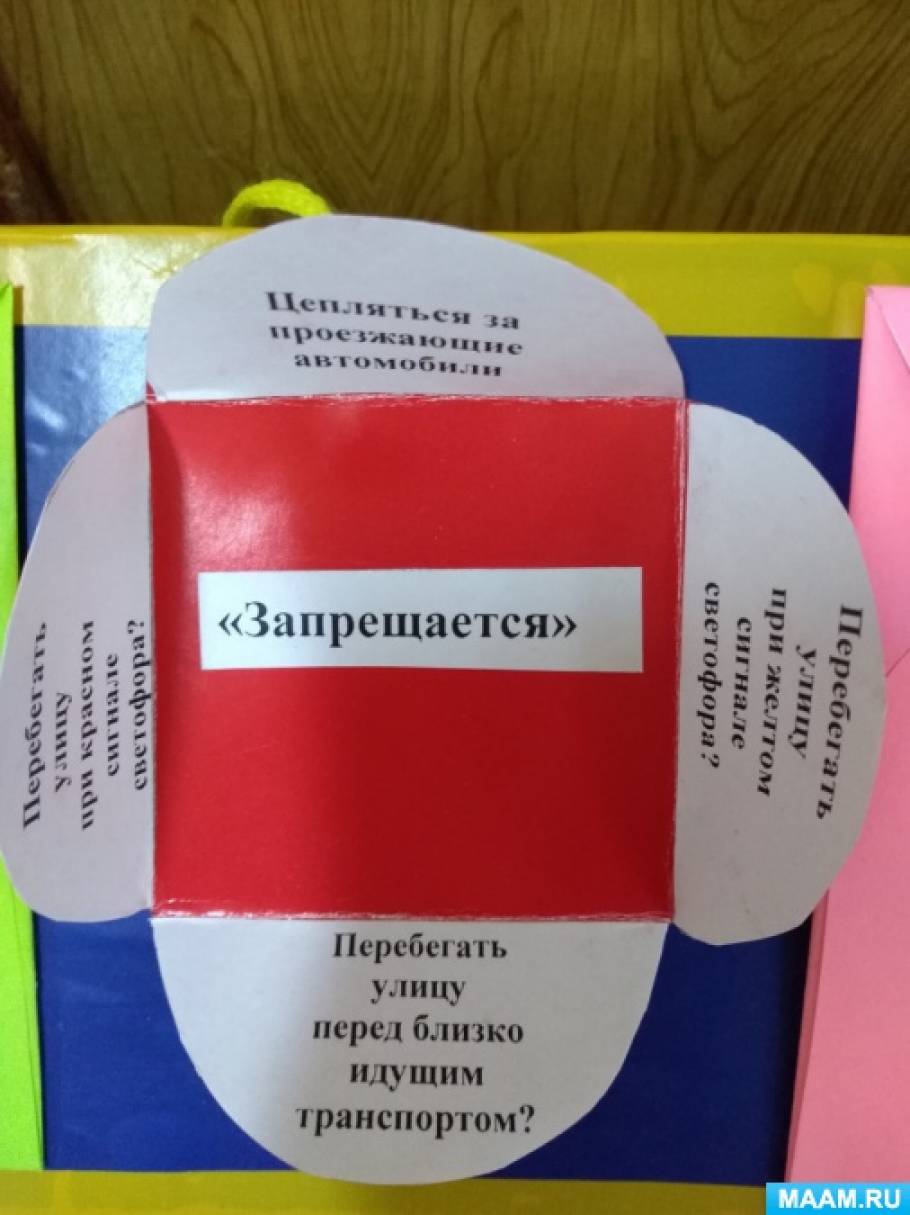 Цепляться за
проезжающие
автомобили
«Запрещается»
Перебегать
улицу
при красном
сигнале
светофора?
Перебегать
улицу
при желтом
сигнале
светофора?
Перебегать
улицу
перед близко
идущим
транспортом?
MAAM.RU